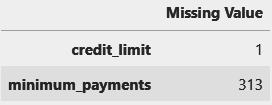 Missing Value
credit_limit 1
minimum_payments 313